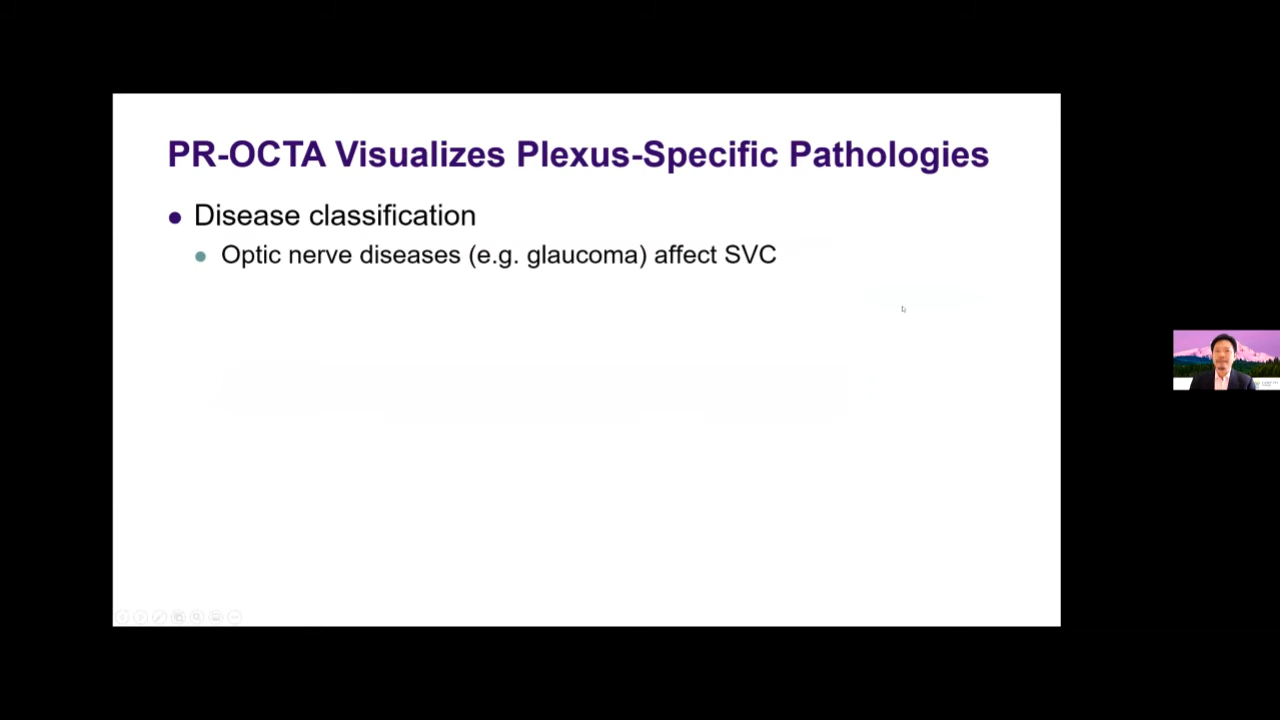 PR-OCTA Visualizes Plexus-Specific Pathologies
Disease classification
Optic nerve diseases (e.g. glaucoma) affect SVC